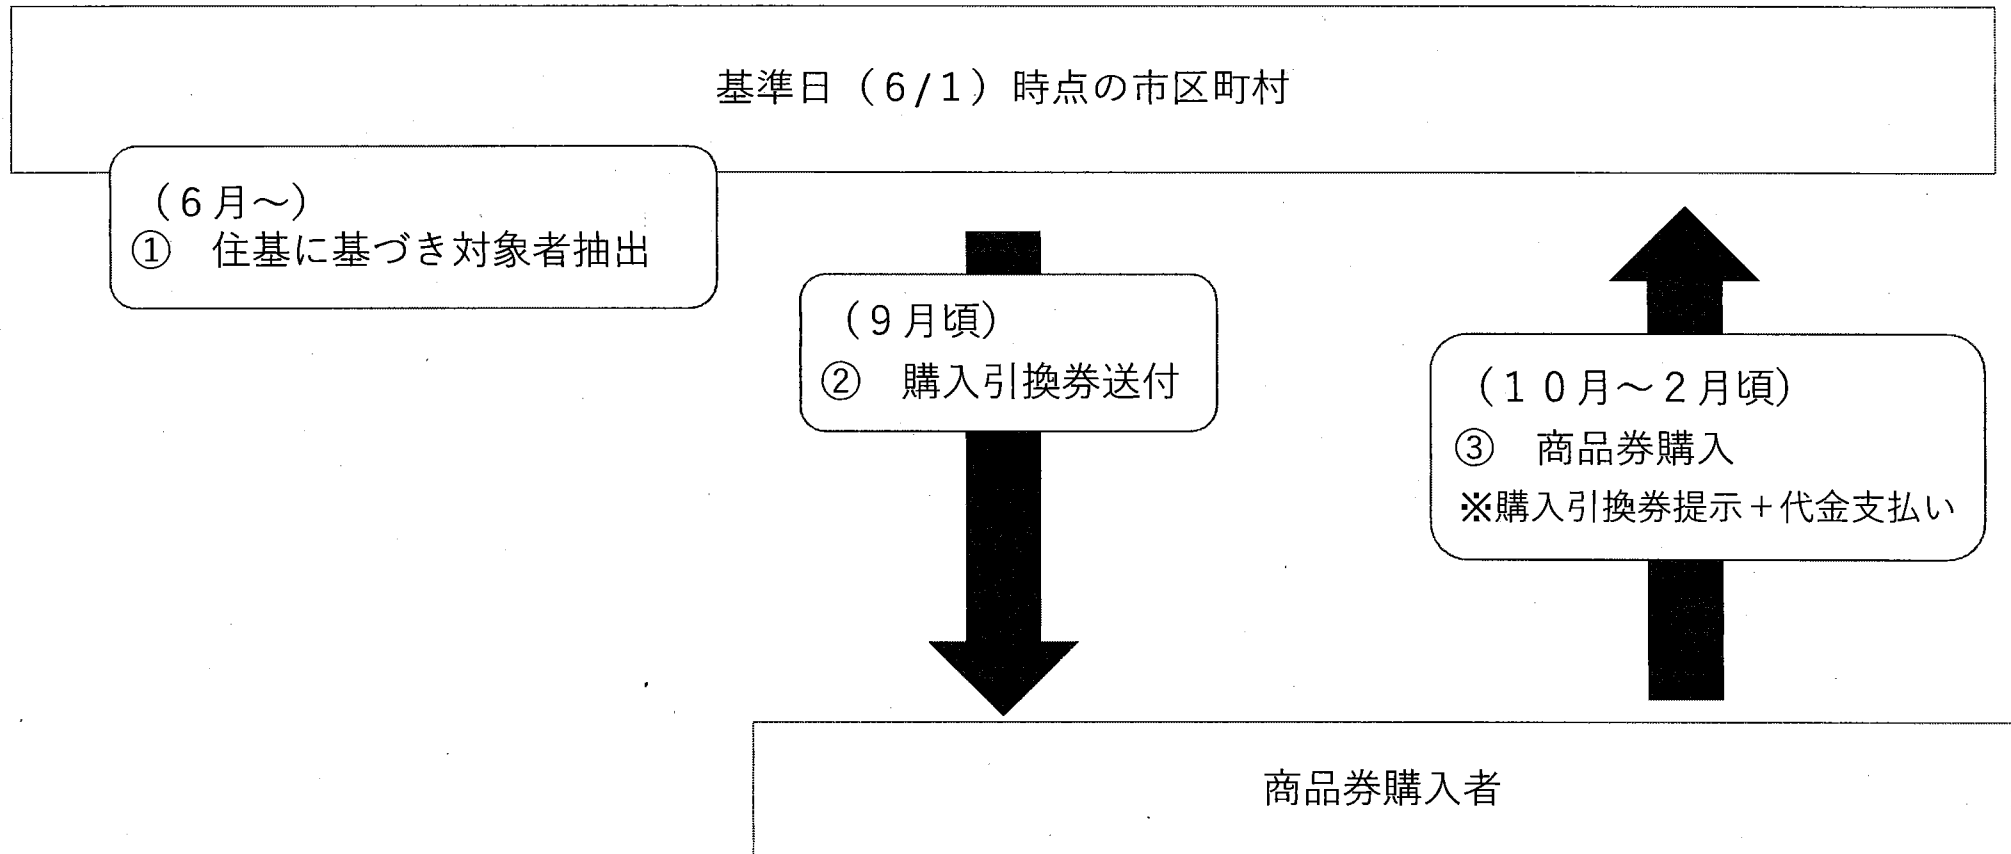 基準日（６/１）時点の市区町村
（６月～）
①　住基に基づき対象者抽出
（９月頃）
②　購入引換券送付
（１０月～２月頃）
③　商品券購入
※購入引換券提示＋代金支払い
商品券購入者